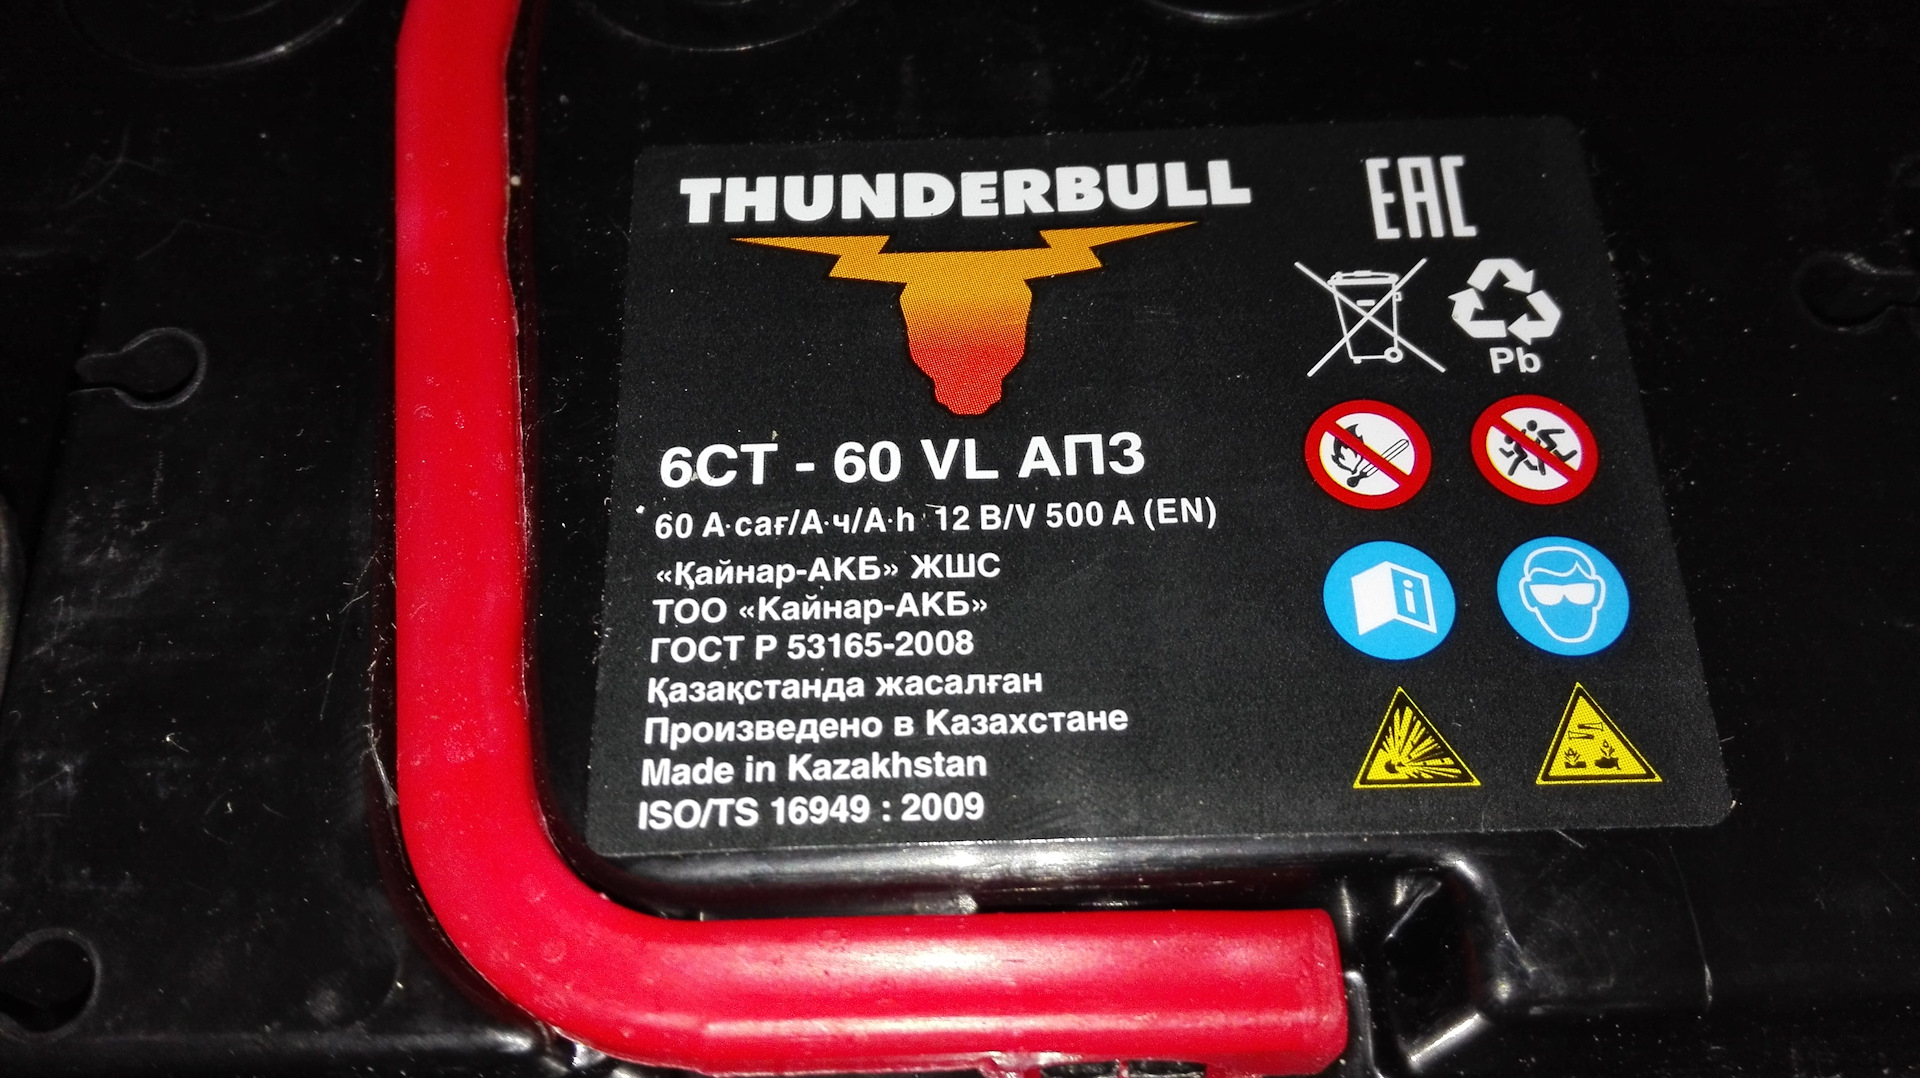 THUNDERBULL
EAC
Pb
6СТ - 60 VL АПЗ
60 А·сағ/А·ч/A·h 12 В/V 500 А (EN)
«Қайнар-АКБ» ЖШС
ТОО «Кайнар-АКБ»
ГОСТ Р 53165-2008
Қазақстанда жасалған
Произведено в Казахстане
Made in Kazakhstan
ISO/TS 16949 : 2009